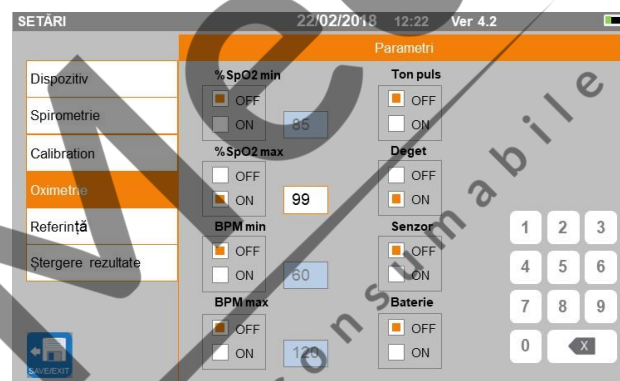 SETĂRI 22/02/2018 12:22 Ver 4.2
Parametri
Dispozitiv
Spirometrie
Calibration
Oximetrie
Referință
Ștergere rezultate
SAVE/EXIT
%SpO2 min
OFF
ON 85
%SpO2 max
OFF
ON 99
BPM min
OFF
ON 60
BPM max
OFF
ON 120
Ton puls
OFF
ON
Deget
OFF
ON
Senzor
OFF
ON
Baterie
OFF
ON
1 2 3
4 5 6
7 8 9
0 X
consumabile